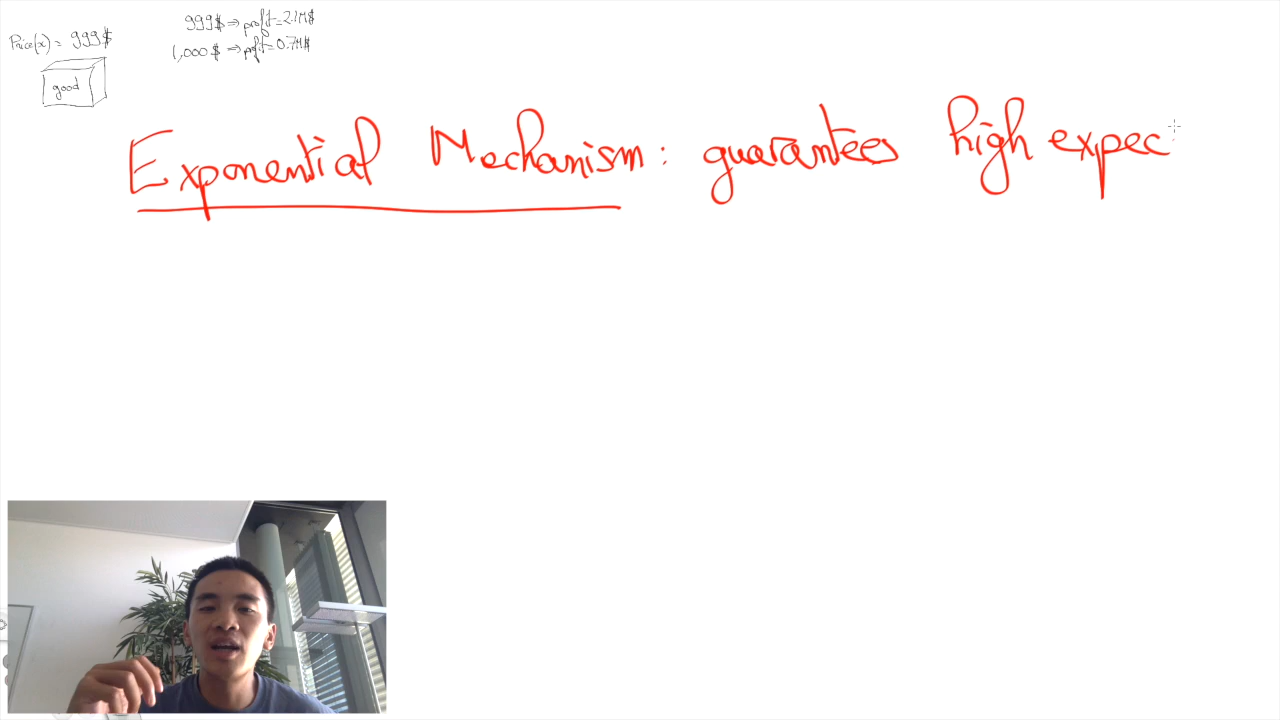 Price(x) = 999$
good
999$ ⇒ profit = 2.1M$
1,000$ ⇒ profit = 0.7M$
Exponential Mechanism: guarantees high expec